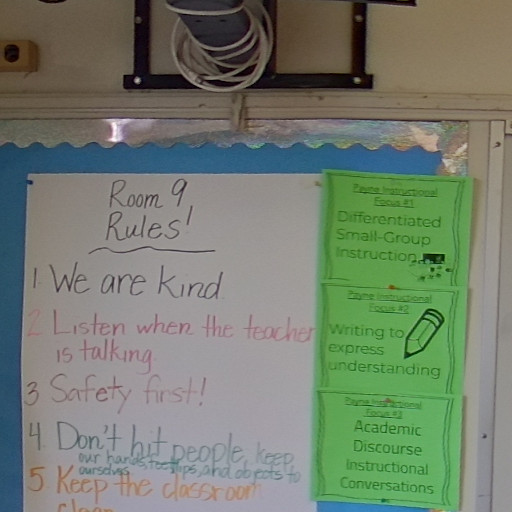 Room 9
Rules!
1. We are kind.
2. Listen when the teacher
is talking.
3 Safety first!
4 Don't hit people, keep
our hands, feet, and objects to
ourselves
5 Keep the classroom
clean
Payne Instructional
Focus #1
Differentiated
Small-Group
Instruction
Payne Instructional
Focus #2
Writing to
express
understanding
Payne Instructional
Focus #3
Academic
Discourse
Instructional
Conversations